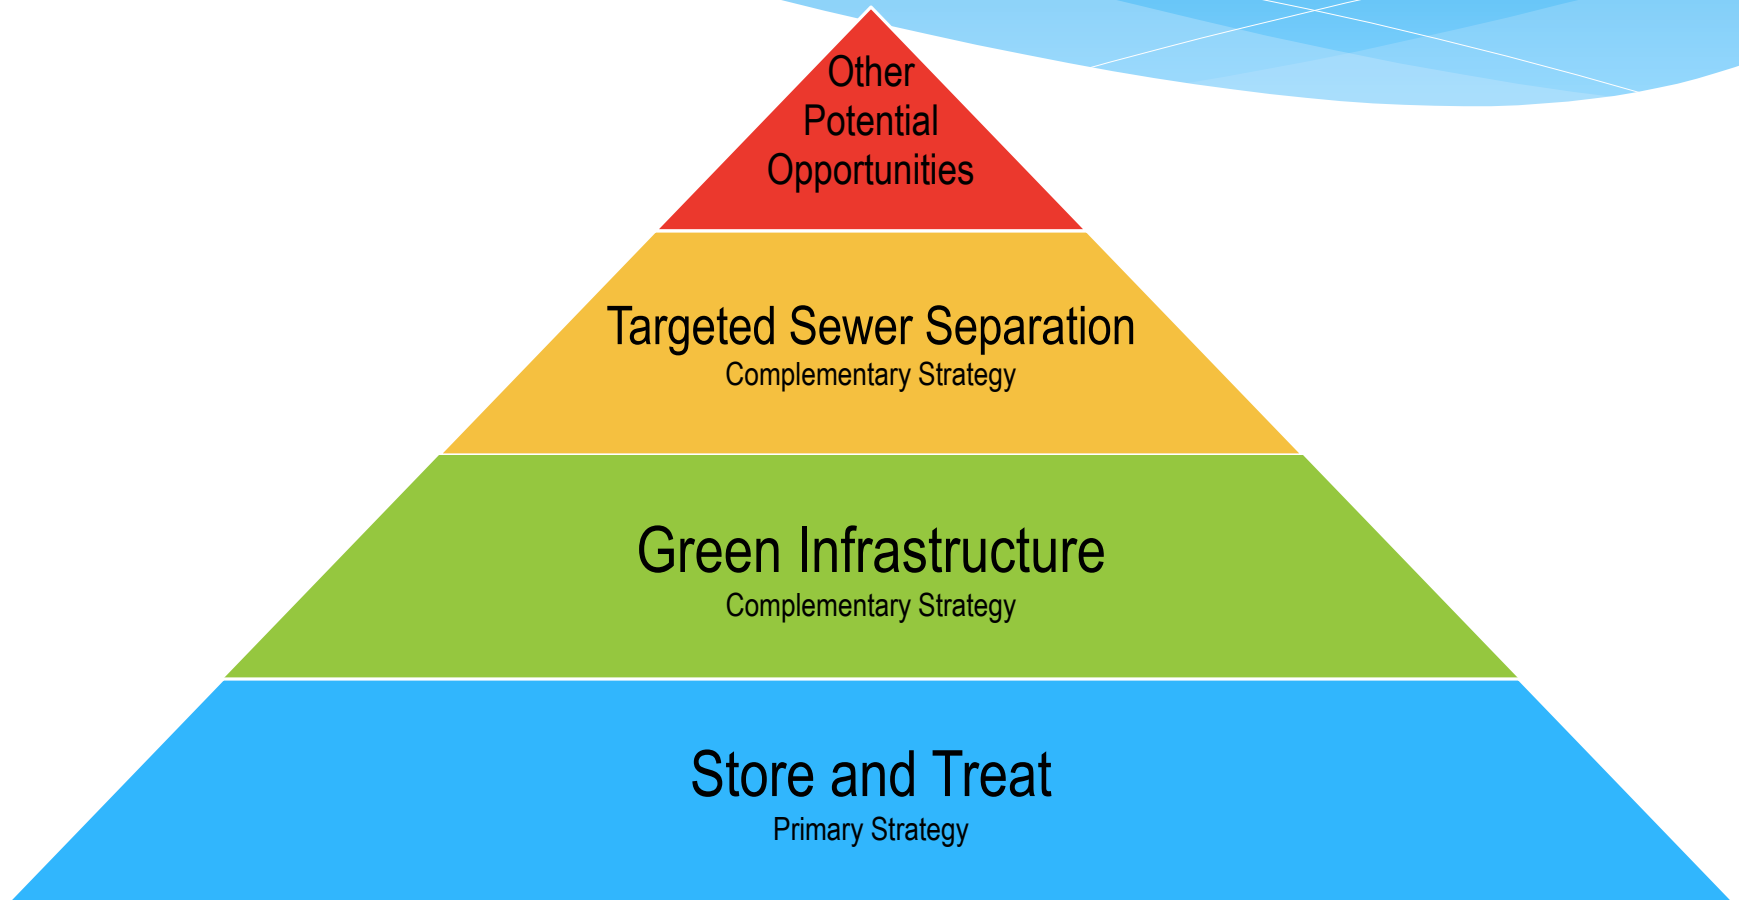 Other
Potential
Opportunities
Targeted Sewer Separation
Complementary Strategy
Green Infrastructure
Complementary Strategy
Store and Treat
Primary Strategy